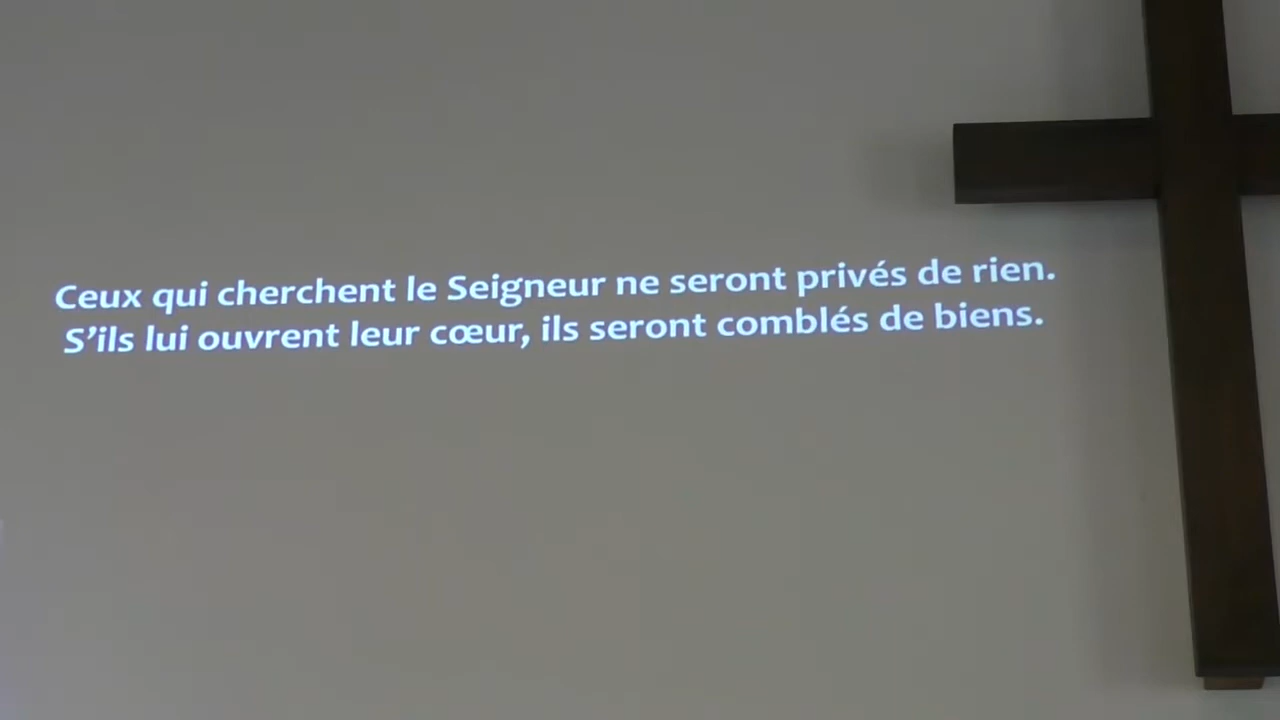 Ceux qui cherchent le Seigneur ne seront privés de rien.
S’ils lui ouvrent leur cœur, ils seront comblés de biens.